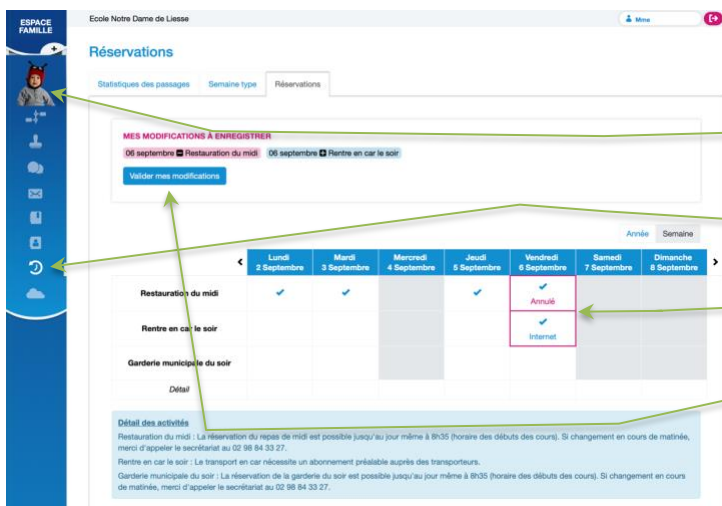 ESPACE
FAMILLE
Ecole Notre Dame de Liesse
Mme
Réservations
Statistiques des passages
Semaine type
Réservations
MES MODIFICATIONS À ENREGISTRER
06 septembre Restauration du midi 06 septembre Rentre en car le soir
Valider mes modifications
Année Semaine
Lundi Mardi Mercredi Jeudi Vendredi Samedi Dimanche
2 Septembre 3 Septembre 4 Septembre 5 Septembre 6 Septembre 7 Septembre 8 Septembre
Restauration du midi
Annulé
Rentre en car le soir
Internet
Garderie municipale du soir
Détail
Détail des activités
Restauration du midi : La réservation du repas de midi est possible jusqu'au jour même à 8h35 (horaire des débuts des cours). Si changement en cours de matinée,
merci d'appeler le secrétariat au 02 98 84 33 27.
Rentre en car le soir : Le transport en car nécessite un abonnement préalable auprès des transporteurs.
Garderie municipale du soir : La réservation de la garderie du soir est possible jusqu'au jour même à 8h35 (horaire des débuts des cours). Si changement en cours
de matinée, merci d'appeler le secrétariat au 02 98 84 33 27.